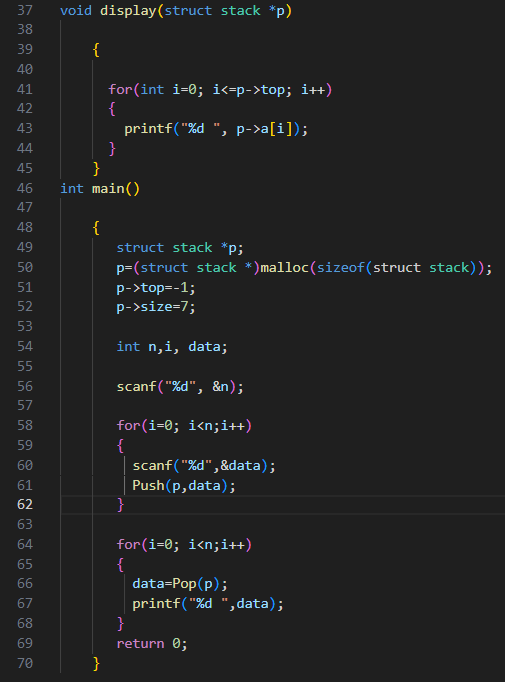 37 void display(struct stack *p)
38
39 {
40
41 for(int i=0; i<=p->top; i++)
42 {
43 printf("%d ", p->a[i]);
44 }
45 }
46 int main()
47
48 {
49 struct stack *p;
50 p=(struct stack *)malloc(sizeof(struct stack));
51 p->top=-1;
52 p->size=7;
53
54 int n,i, data;
55
56 scanf("%d", &n);
57
58 for(i=0; i<n;i++)
59 {
60 scanf("%d",&data);
61 Push(p,data);
62 }
63
64 for(i=0; i<n;i++)
65 {
66 data=Pop(p);
67 printf("%d ",data);
68 }
69 return 0;
70 }